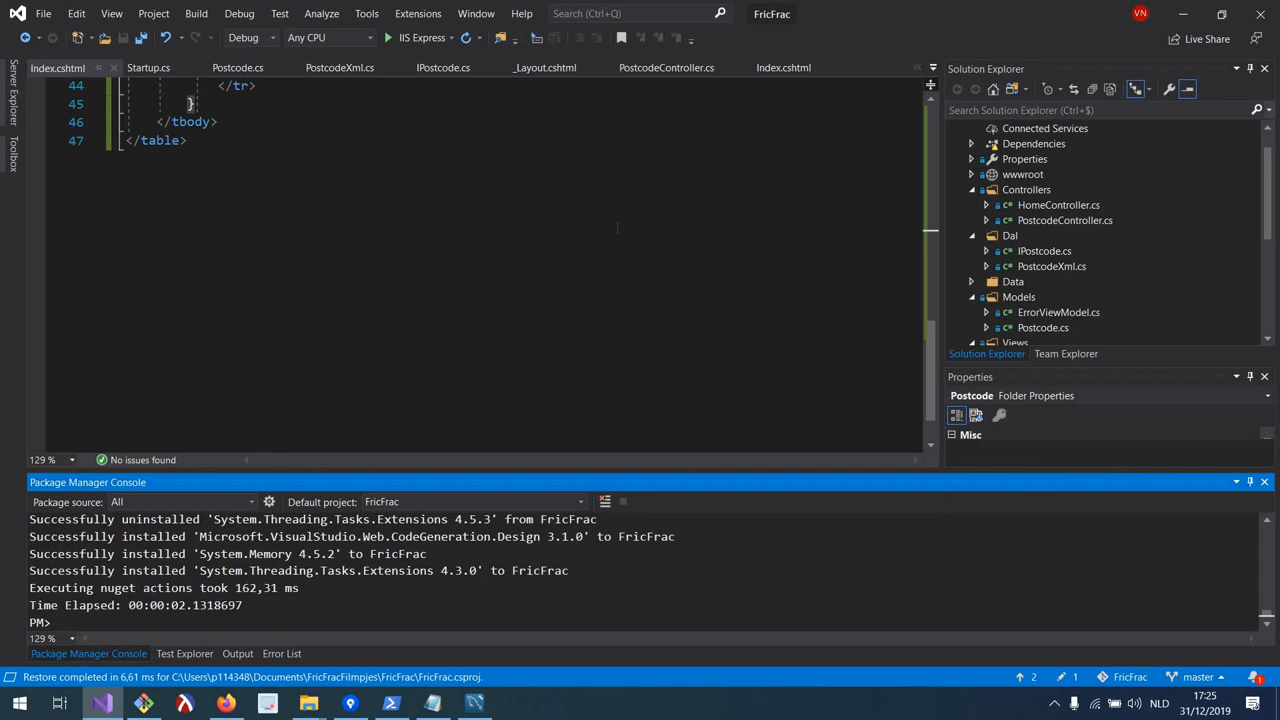 File Edit View Project Build Debug Test Analyze Tools Extensions Window Help Search (Ctrl+Q) FricFrac VN
Debug Any CPU IIS Express Live Share
Index.cshtml Startup.cs Postcode.cs PostcodeXml.cs IPostcode.cs _Layout.cshtml PostcodeController.cs Index.cshtml
Server Explorer
Toolbox
44 </tr>
45 }
46 </tbody>
47 </table>
129 % No issues found
Solution Explorer
Search Solution Explorer (Ctrl+$)
Connected Services
Dependencies
Properties
wwwroot
Controllers
HomeController.cs
PostcodeController.cs
Dal
IPostcode.cs
PostcodeXml.cs
Data
Models
ErrorViewModel.cs
Postcode.cs
Views
Solution Explorer Team Explorer
Properties
Postcode Folder Properties
Misc
Package Manager Console
Package source: All Default project: FricFrac
Successfully uninstalled 'System.Threading.Tasks.Extensions 4.5.3' from FricFrac
Successfully installed 'Microsoft.VisualStudio.Web.CodeGeneration.Design 3.1.0' to FricFrac
Successfully installed 'System.Memory 4.5.2' to FricFrac
Successfully installed 'System.Threading.Tasks.Extensions 4.3.0' to FricFrac
Executing nuget actions took 162,31 ms
Time Elapsed: 00:00:02.1318697
PM>
129 %
Package Manager Console Test Explorer Output Error List
Restore completed in 6,61 ms for C:\Users\p114348\Documents\FricFracFilmpjes\FricFrac\FricFrac.csproj. 2 1 FricFrac master 1
NLD 17:25
31/12/2019